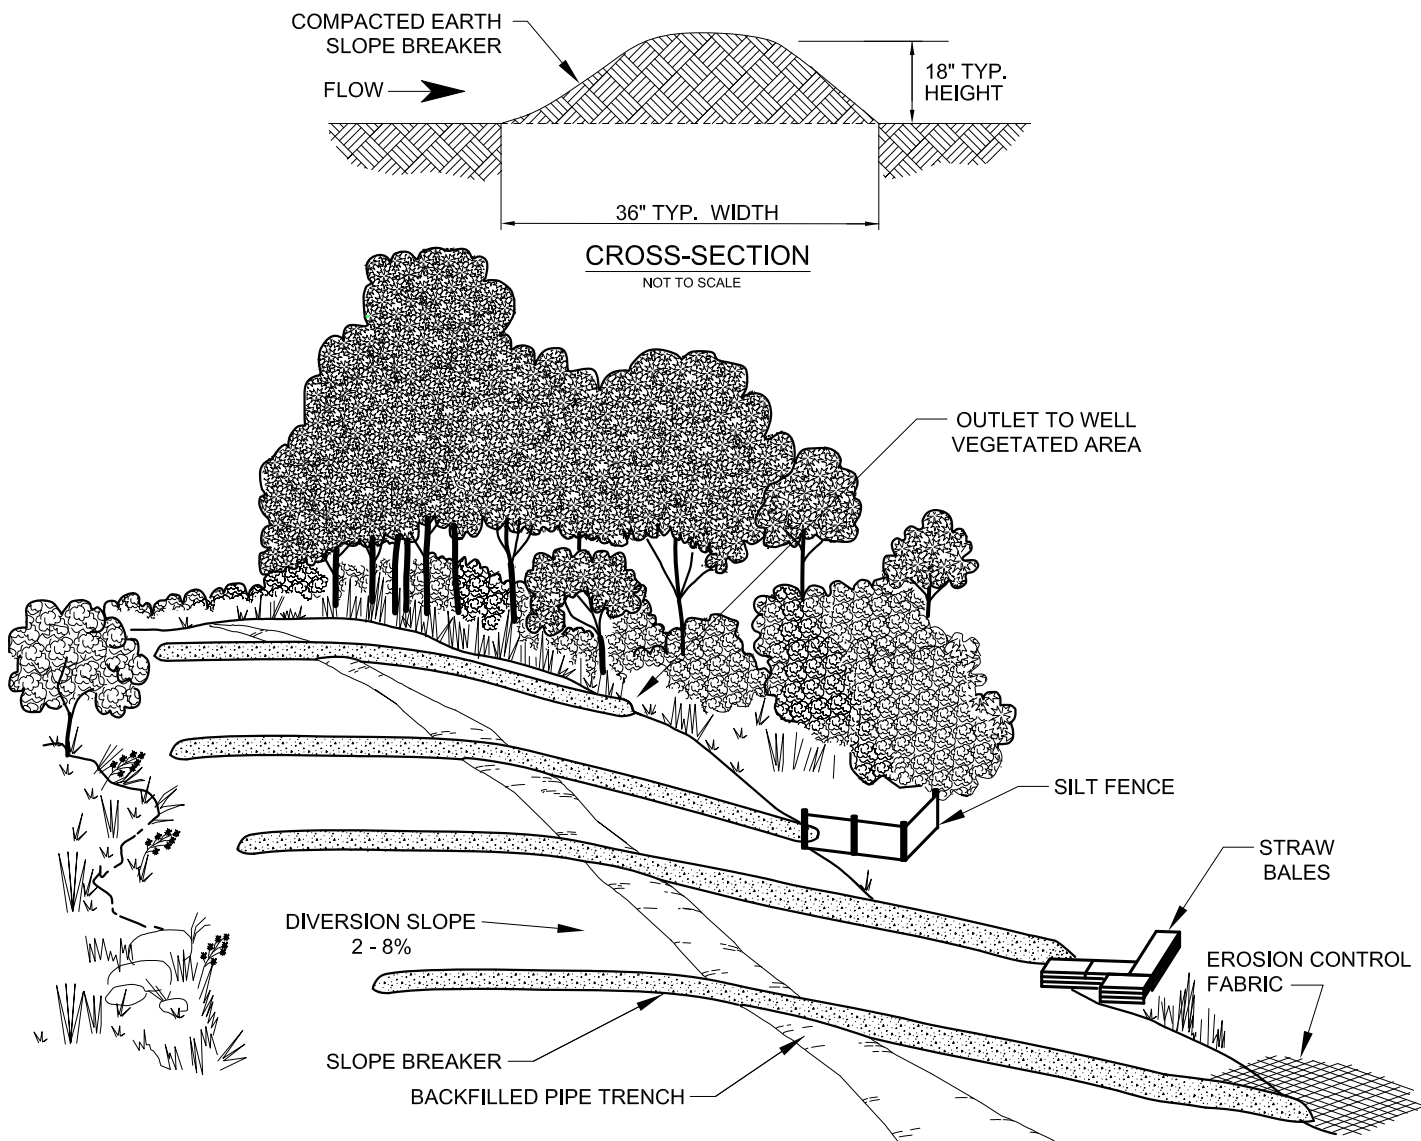 COMPACTED EARTH
SLOPE BREAKER
FLOW
18" TYP.
HEIGHT
36" TYP. WIDTH
CROSS-SECTION
NOT TO SCALE
OUTLET TO WELL
VEGETATED AREA
SILT FENCE
STRAW
BALES
DIVERSION SLOPE
2 - 8%
EROSION CONTROL
FABRIC
SLOPE BREAKER
BACKFILLED PIPE TRENCH